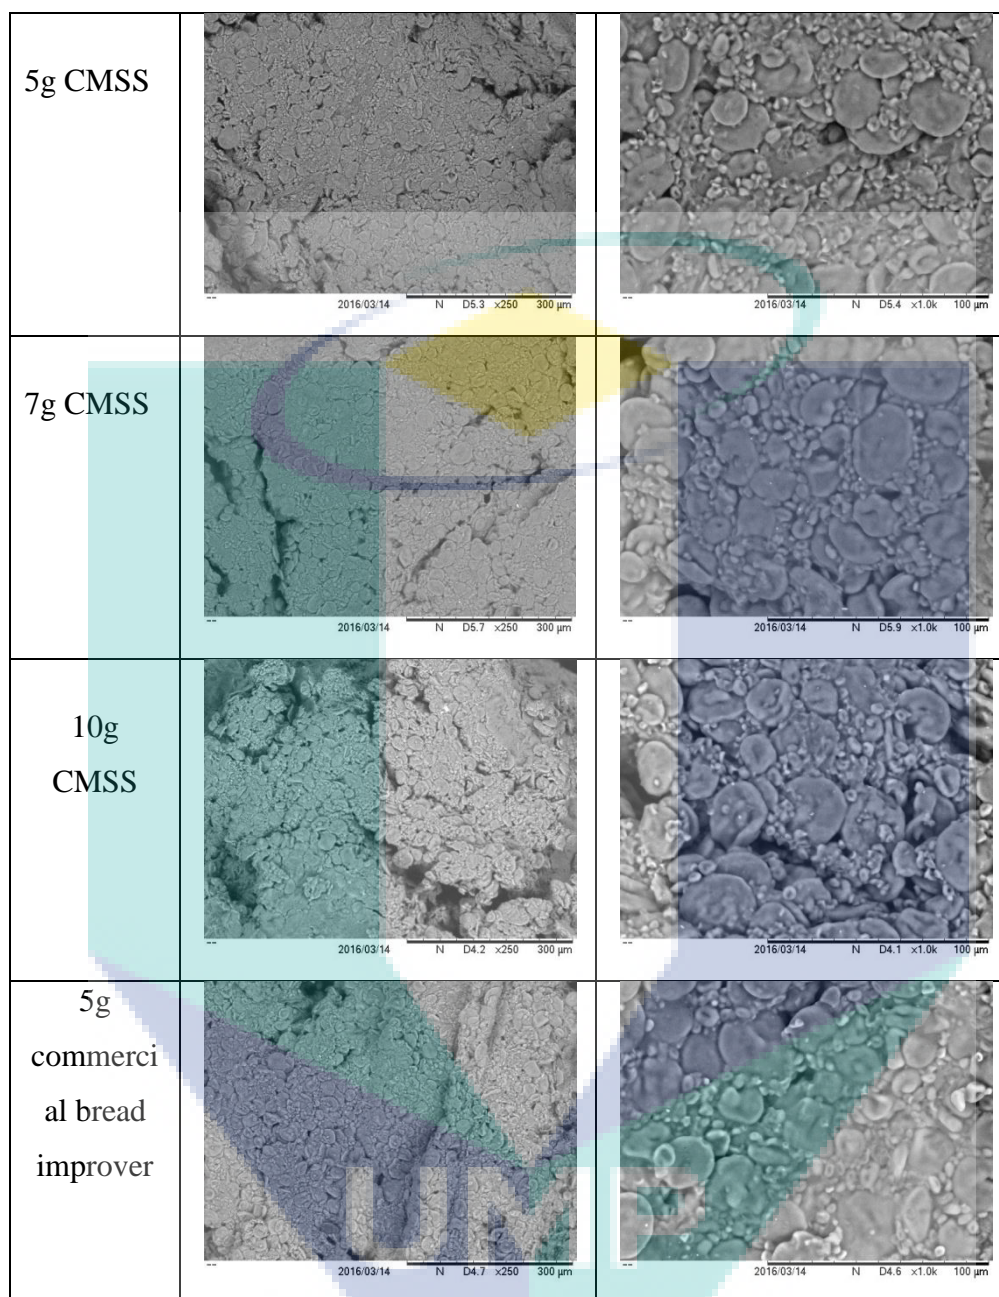 5g CMSS
2016/03/14 N D5.3 x250 300 µm
2016/03/14 N D5.4 x1.0k 100 µm
7g CMSS
2016/03/14 N D5.7 x250 300 µm
2016/03/14 N D5.9 x1.0k 100 µm
10g
CMSS
2016/03/14 N D4.2 x250 300 µm
2016/03/14 N D4.1 x1.0k 100 µm
5g
commerci
al bread
improver
UMP
2016/03/14 N D4.7 x250 300 µm
2016/03/14 N D4.6 x1.0k 100 µm